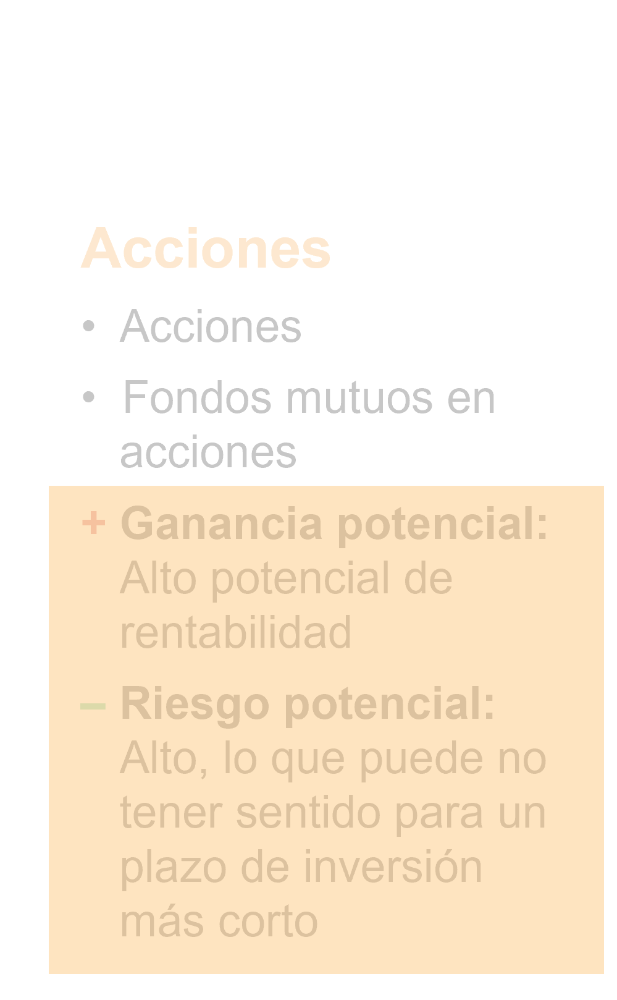 Acciones
• Acciones
• Fondos mutuos en
acciones
+ Ganancia potencial:
Alto potencial de
rentabilidad
– Riesgo potencial:
Alto, lo que puede no
tener sentido para un
plazo de inversión
más corto